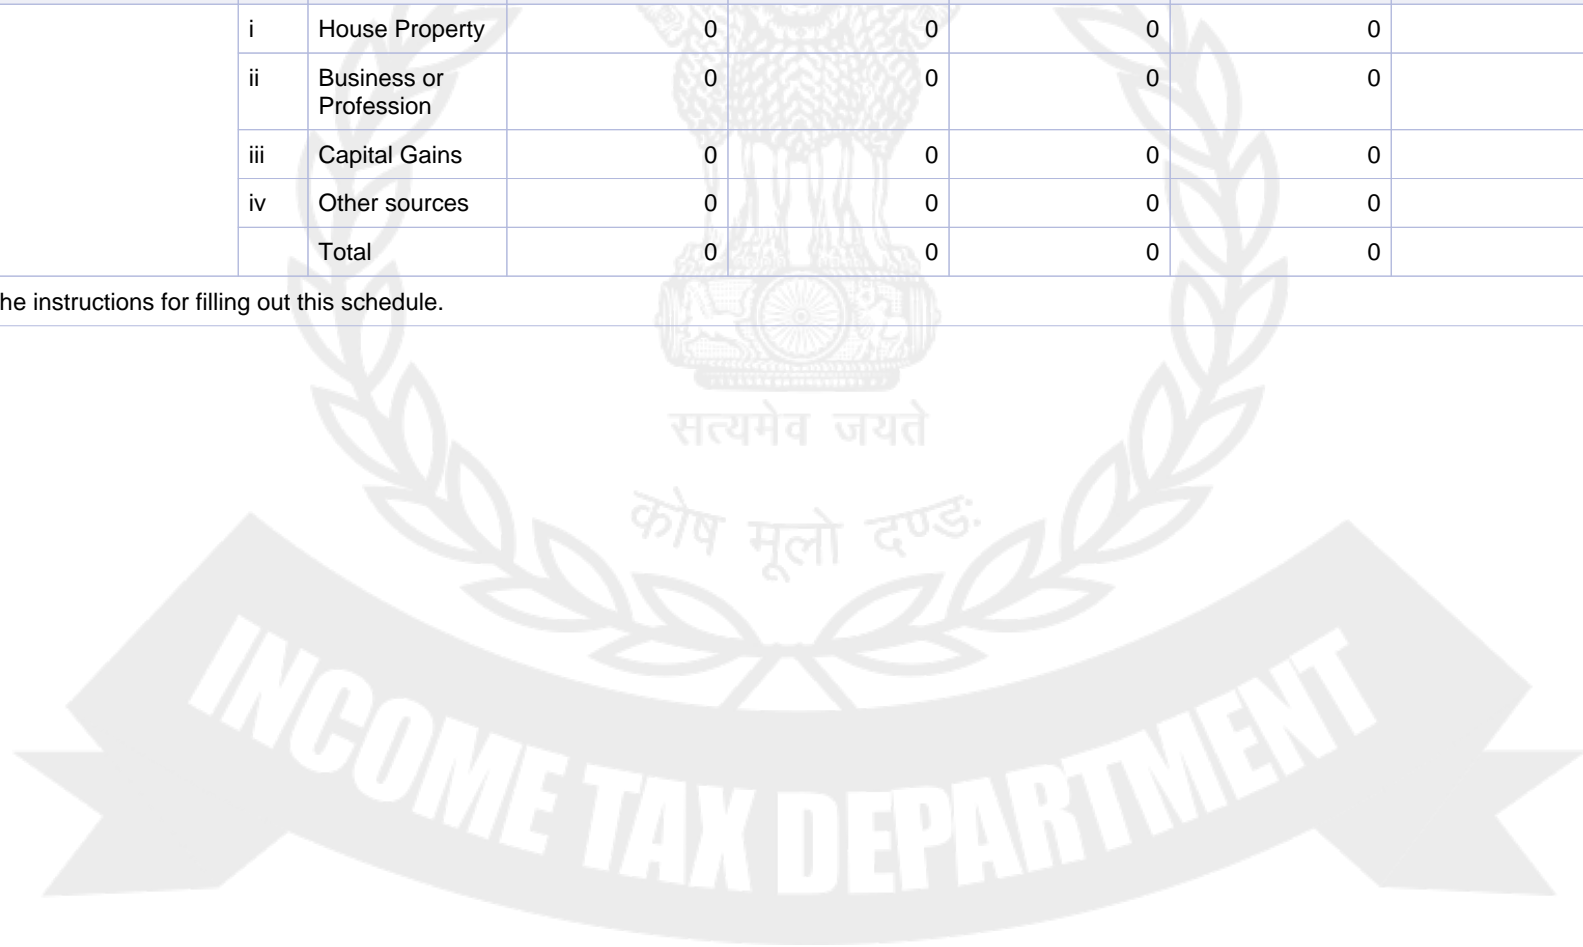 i House Property 0 0 0 0
ii Business or 0 0 0 0
Profession
iii Capital Gains 0 0 0 0
iv Other sources 0 0 0 0
Total 0 0 0 0
he instructions for filling out this schedule.
सत्यमेव जयते
कोष मूलो दण्डः
INCOME TAX DEPARTMENT